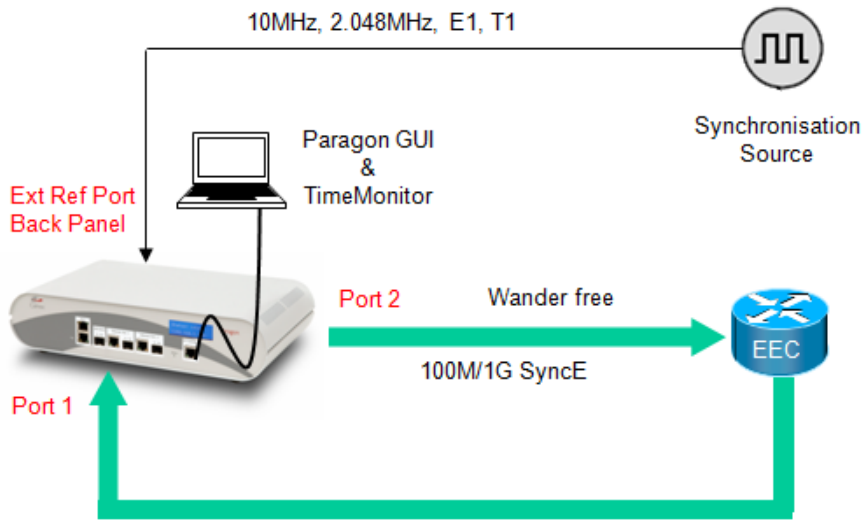 10MHz, 2.048MHz, E1, T1
Synchronisation
Source
Paragon GUI
&
TimeMonitor
Ext Ref Port
Back Panel
Port 2
Wander free
EEC
100M/1G SyncE
Port 1